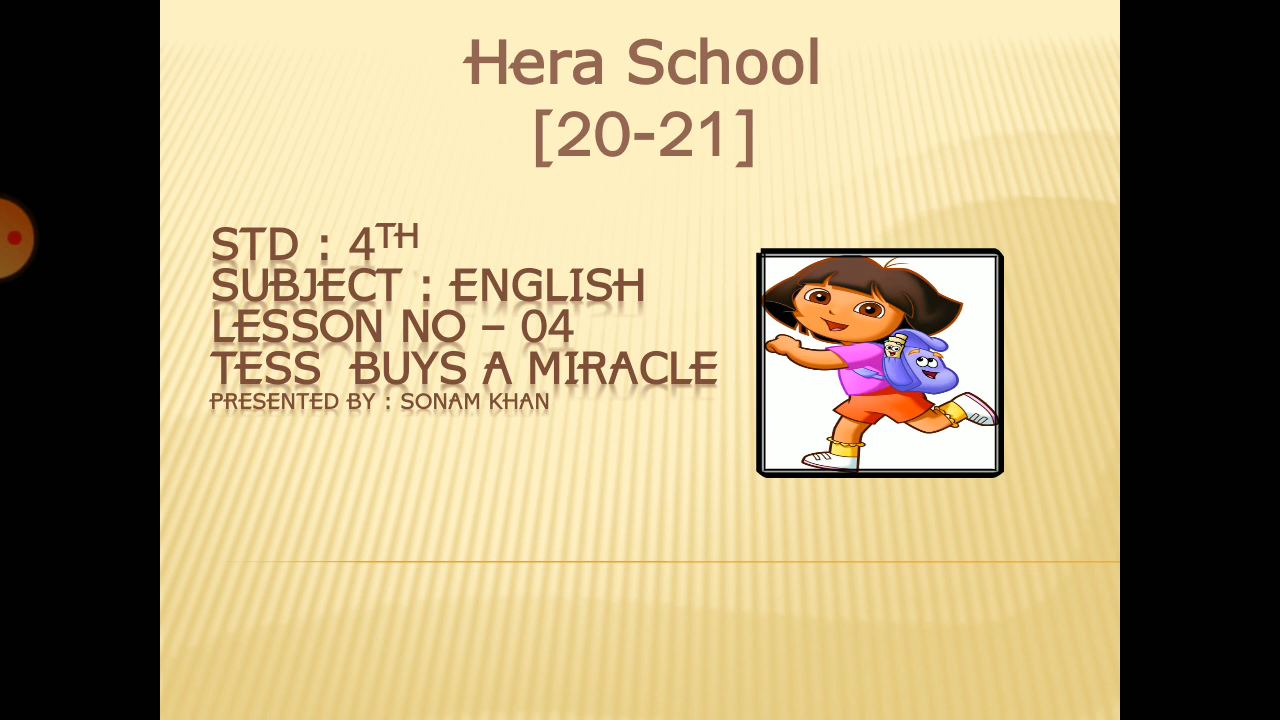 Hera School
[20-21]
STD : 4TH
SUBJECT : ENGLISH
LESSON NO – 04
TESS BUYS A MIRACLE
PRESENTED BY : SONAM KHAN